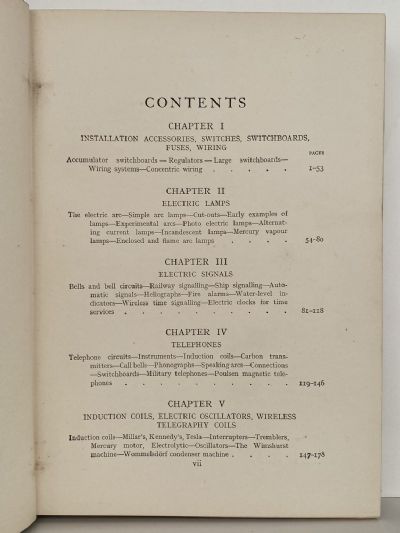 CONTENTS
CHAPTER I
INSTALLATION ACCESSORIES, SWITCHES, SWITCHBOARDS,
FUSES, WIRING
PAGES
Accumulator switchboards—Regulators—Large switchboards—
Wiring systems—Concentric wiring . . . . . 1-53
CHAPTER II
ELECTRIC LAMPS
The electric arc—Simple arc lamps—Cut-outs—Early examples of
lamps—Experimental arcs—Photo electric lamps—Alternat-
ing current lamps—Incandescent lamps—Mercury vapour
lamps—Enclosed and flame arc lamps . . . . 54-80
CHAPTER III
ELECTRIC SIGNALS
Bells and bell circuits—Railway signalling—Ship signalling—Auto-
matic signals—Heliographs—Fire alarms—Water-level in-
dicators—Wireless time signalling—Electric clocks for time
services . . . . . . . . . 81-118
CHAPTER IV
TELEPHONES
Telephone circuits—Instruments—Induction coils—Carbon trans-
mitters—Call bells—Phonographs—Speaking arcs—Connections
—Switchboards—Military telephones—Poulsen magnetic tele-
phones . . . . . . . . . 119-146
CHAPTER V
INDUCTION COILS, ELECTRIC OSCILLATORS, WIRELESS
TELEGRAPHY COILS
Induction coils—Millar's, Kennedy's, Tesla—Interrupters—Tremblers,
Mercury motor, Electrolytic—Oscillators—The Wimshurst
machine—Wommelsdörf condenser machine . . . . 147-178
vii